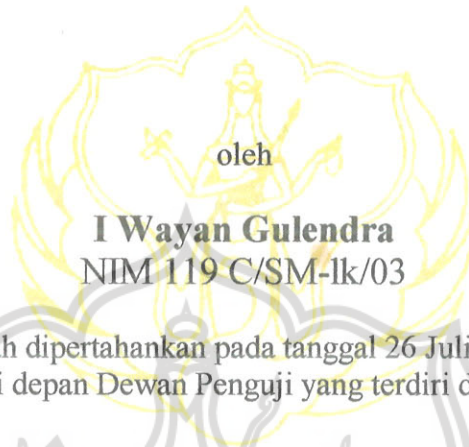 oleh
I Wayan Gulendra
NIM 119 C/SM-lk/03
dipertahankan pada tanggal 26 Juli
depan Dewan Penguji yang terdiri